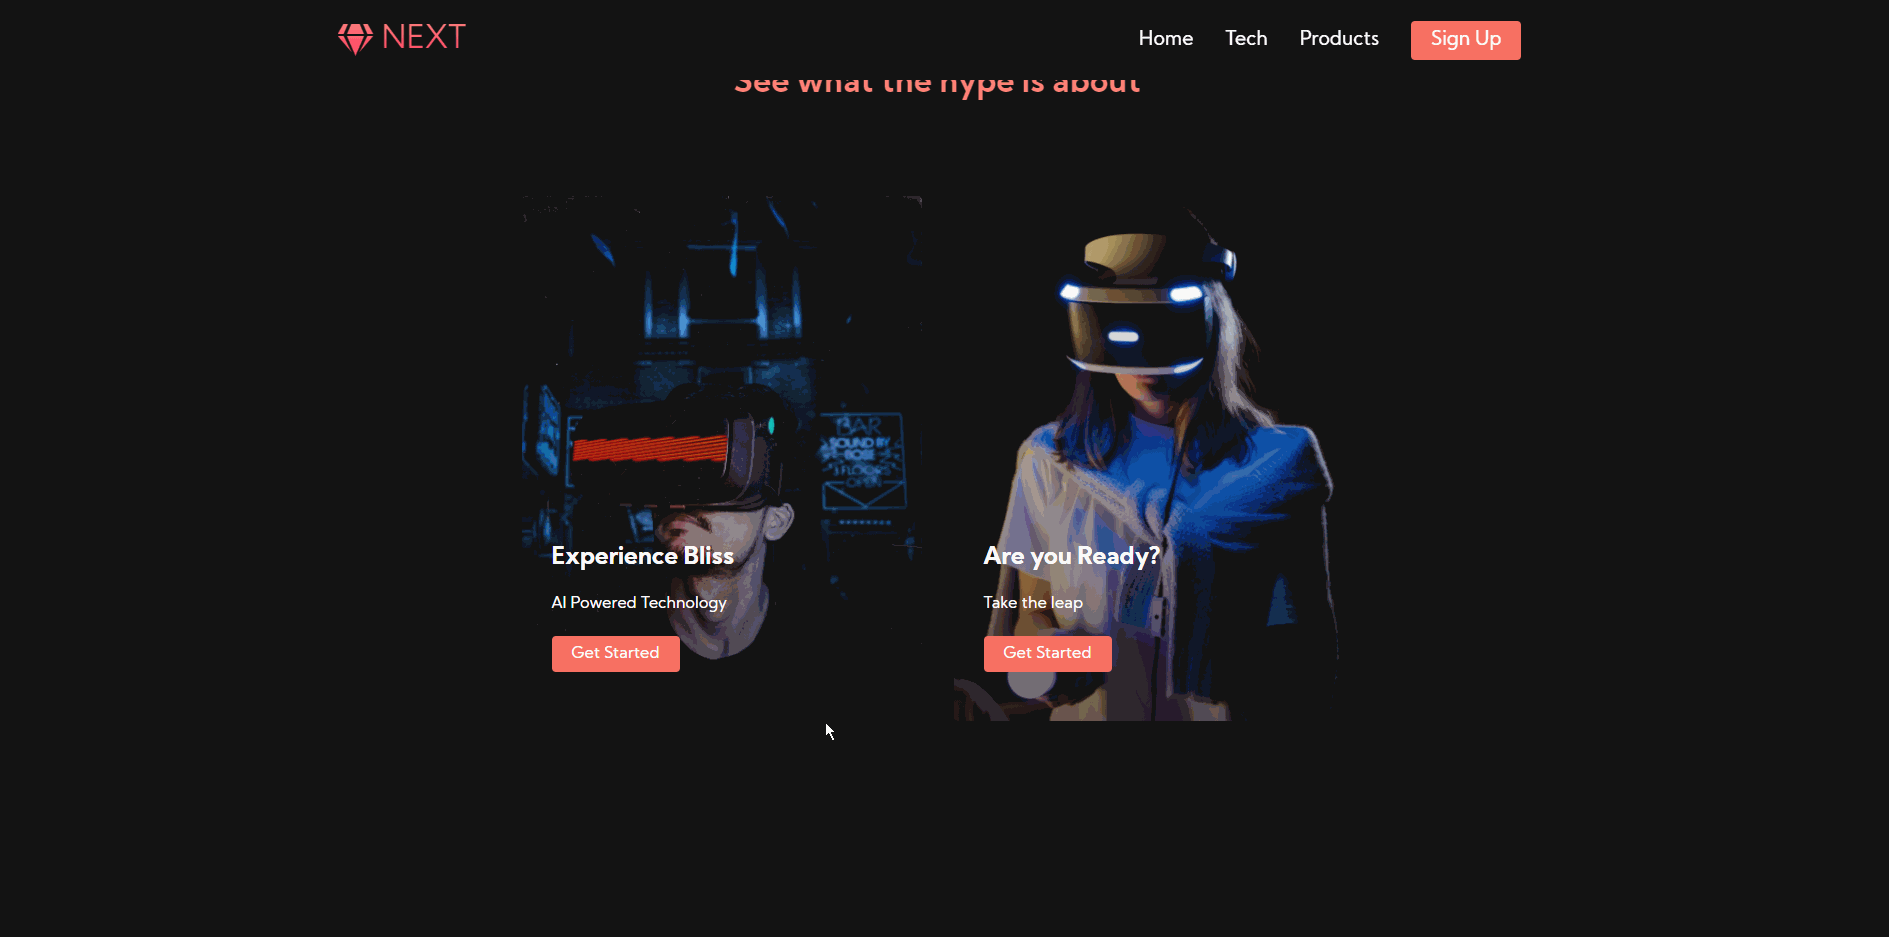 NEXT
Home Tech Products Sign Up
See what the hype is about
BAR
SOUND BY
BOSE
3 FLOORS
OPEN
Experience Bliss
AI Powered Technology
Get Started
Are you Ready?
Take the leap
Get Started